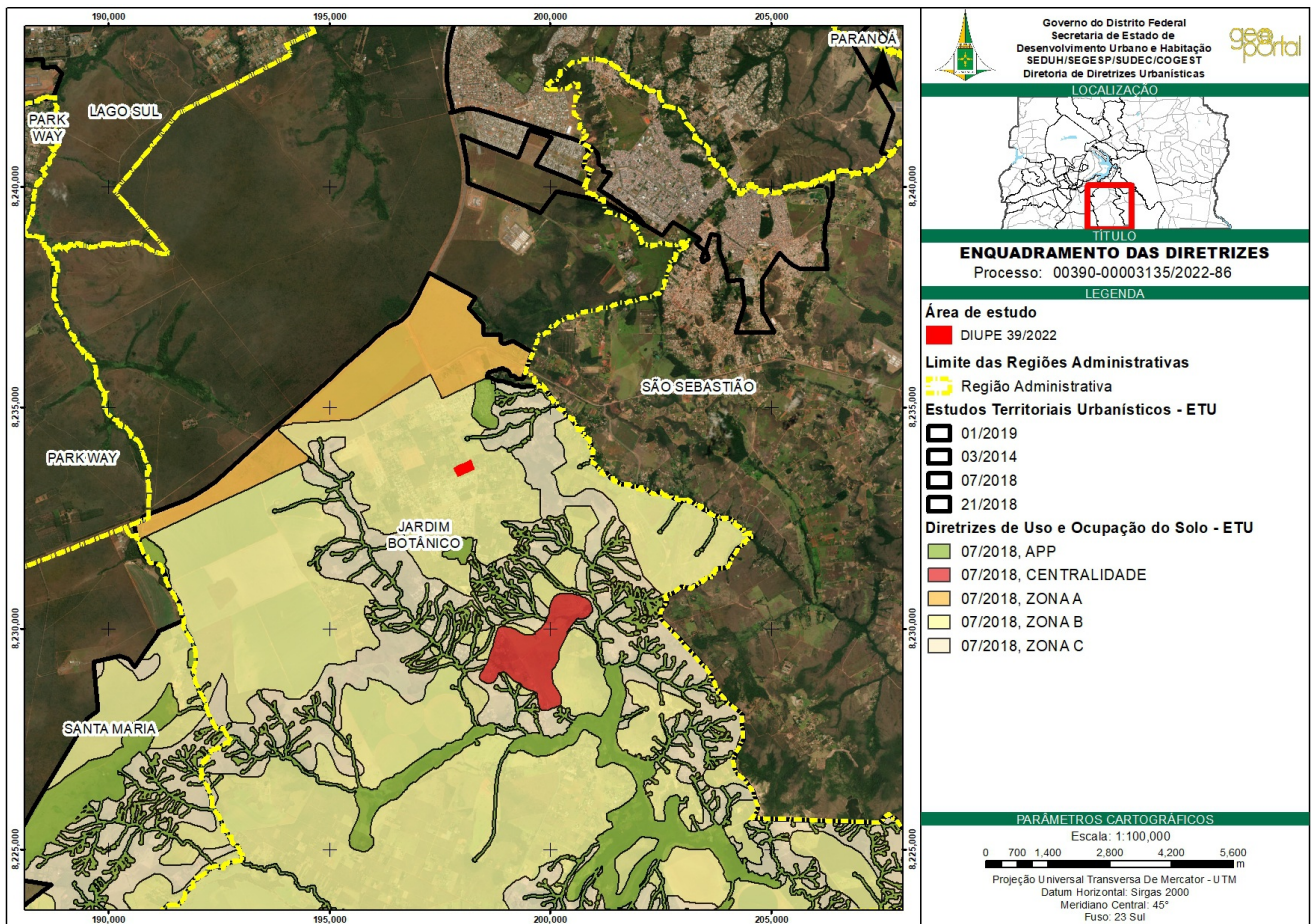 190,000
195,000
200,000
205,000
PARANOÁ
LAGO SUL
PARK
WAY
8,240,000
8,240,000
SÃO SEBASTIÃO
8,235,000
8,235,000
PARK WAY
JARDIM
BOTÂNICO
8,230,000
8,230,000
SANTA MARIA
8,225,000
8,225,000
190,000
195,000
200,000
205,000
Governo do Distrito Federal
Secretaria de Estado de
Desenvolvimento Urbano e Habitação
SEDUH/SEGESP/SUDEC/COGEST
Diretoria de Diretrizes Urbanísticas
geo
portal
LOCALIZAÇÃO
TÍTULO
ENQUADRAMENTO DAS DIRETRIZES
Processo: 00390-00003135/2022-86
LEGENDA
Área de estudo
DIUPE 39/2022
Limite das Regiões Administrativas
Região Administrativa
Estudos Territoriais Urbanísticos - ETU
01/2019
03/2014
07/2018
21/2018
Diretrizes de Uso e Ocupação do Solo - ETU
07/2018, APP
07/2018, CENTRALIDADE
07/2018, ZONA A
07/2018, ZONA B
07/2018, ZONA C
PARÂMETROS CARTOGRÁFICOS
Escala: 1:100,000
0 700 1,400 2,800 4,200 5,600
m
Projeção Universal Transversa De Mercator - UTM
Datum Horizontal: Sirgas 2000
Meridiano Central: 45°
Fuso: 23 Sul